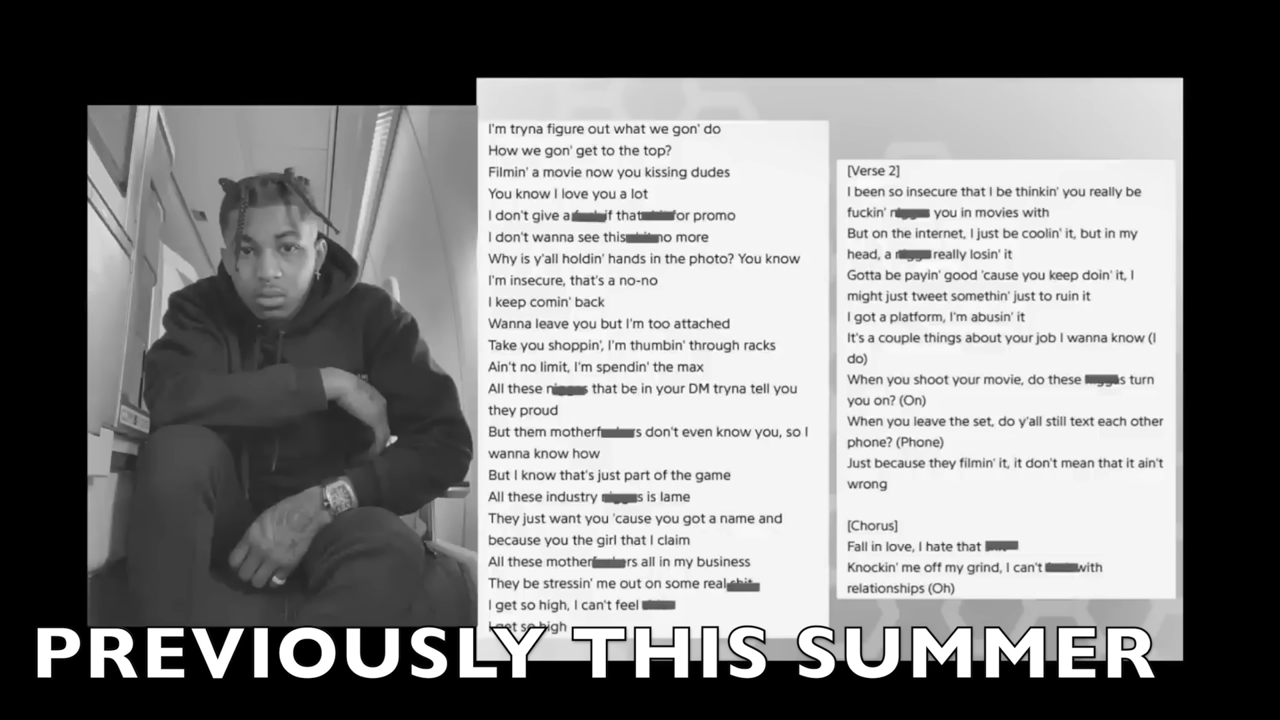 I'm tryna figure out what we gon' do
How we gon' get to the top?
Filmin' a movie now you kissing dudes
You know I love you a lot
I don't give a if that for promo
I don't wanna see this no more
Why is y'all holdin' hands in the photo? You know
I'm insecure, that's a no-no
I keep comin' back
Wanna leave you but I'm too attached
Take you shoppin', I'm thumbin' through racks
Ain't no limit, I'm spendin' the max
All these that be in your DM tryna tell you
they proud
But them don't even know you, so I
wanna know how
But I know that's just part of the game
All these industry is lame
They just want you 'cause you got a name and
because you the girl that I claim
All these all in my business
They be stressin' me out on some real
I get so high, I can't feel
I get so high
[Verse 2]
I been so insecure that I be thinkin' you really be
fuckin' you in movies with
But on the internet, I just be coolin' it, but in my
head, a really losin' it
Gotta be payin' good 'cause you keep doin' it, I
might just tweet somethin' just to ruin it
I got a platform, I'm abusin' it
It's a couple things about your job I wanna know (I
do)
When you shoot your movie, do these turn
you on? (On)
When you leave the set, do y'all still text each other
phone? (Phone)
Just because they filmin' it, it don't mean that it ain't
wrong
[Chorus]
Fall in love, I hate that
Knockin' me off my grind, I can't with
relationships (Oh)
PREVIOUSLY THIS SUMMER